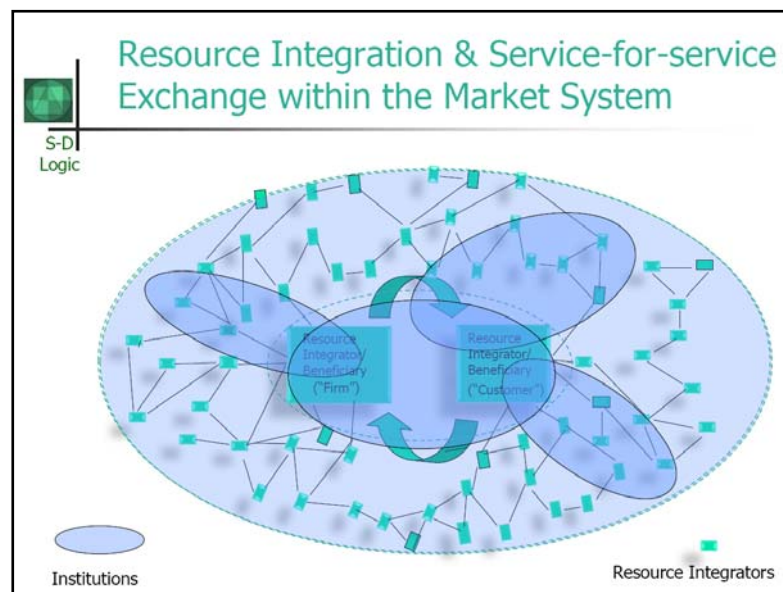 Resource Integration & Service-for-service
Exchange within the Market System
S-D
Logic
Resource
Integrator/
Beneficiary
("Firm")
Resource
Integrator/
Beneficiary
("Customer")
Institutions
Resource Integrators